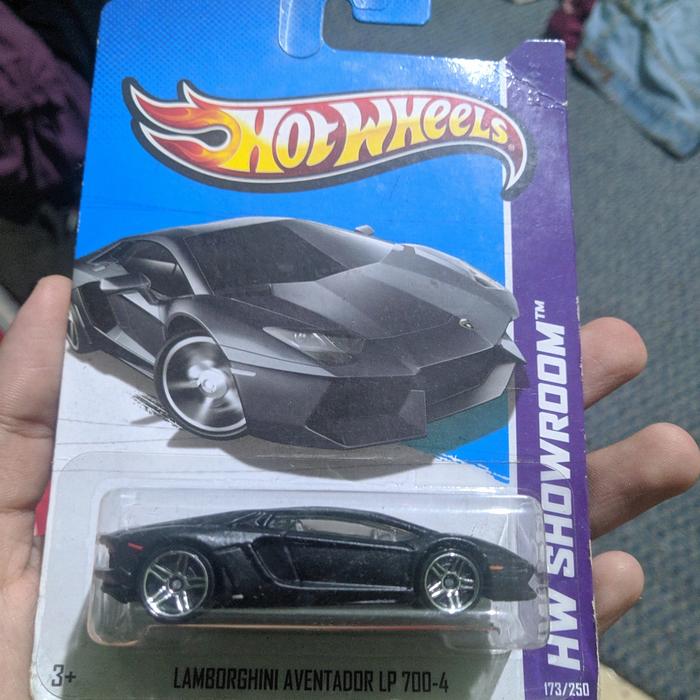 HOT WHEELS
HW SHOWROOM™
3+
LAMBORGHINI AVENTADOR LP 700-4
173/250